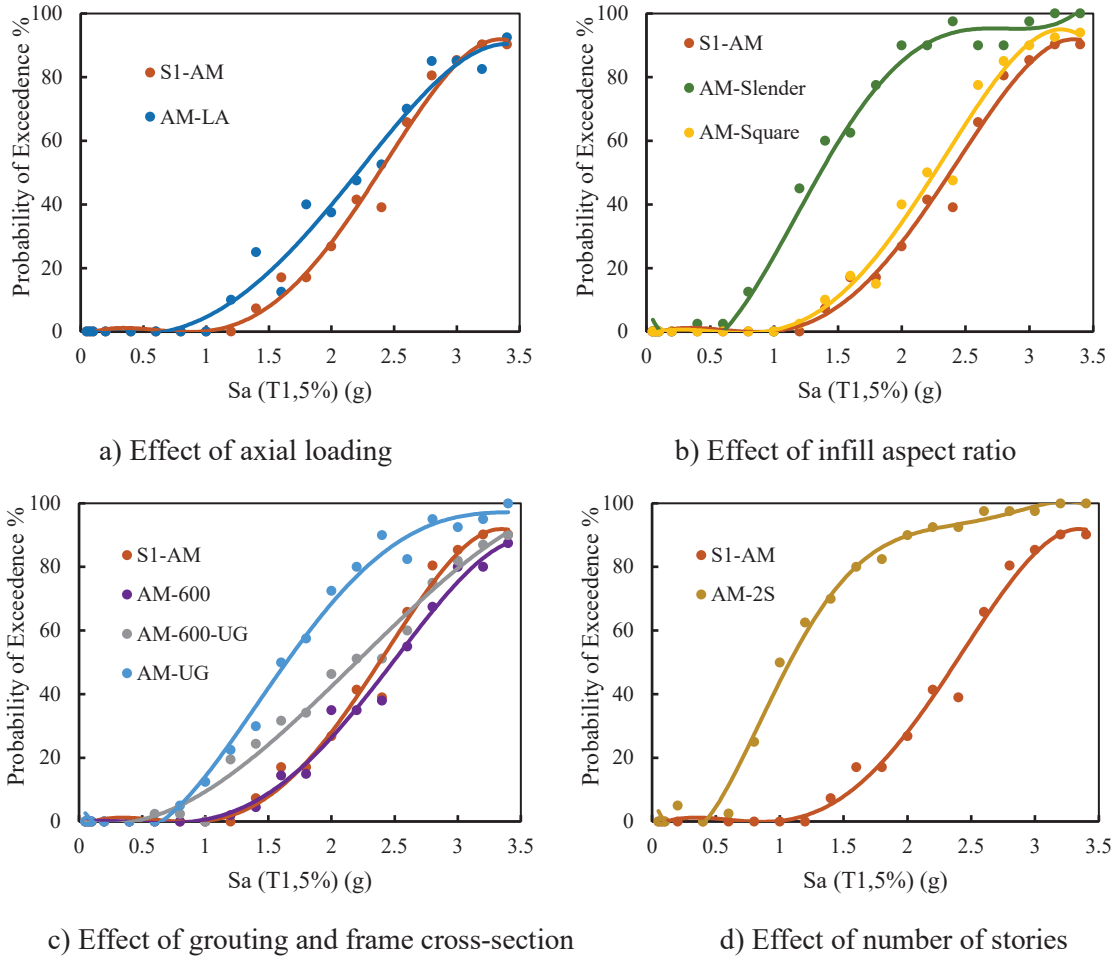 100
80
60
40
20
0
Probability of Exceedence %
S1-AM
AM-LA
0 0.5 1 1.5 2 2.5 3 3.5
Sa (T1,5%) (g)
a) Effect of axial loading
100
80
60
40
20
0
Probability of Exceedence %
S1-AM
AM-Slender
AM-Square
0 0.5 1 1.5 2 2.5 3 3.5
Sa (T1,5%) (g)
b) Effect of infill aspect ratio
100
80
60
40
20
0
Probability of Exceedence %
S1-AM
AM-600
AM-600-UG
AM-UG
0 0.5 1 1.5 2 2.5 3 3.5
Sa (T1,5%) (g)
c) Effect of grouting and frame cross-section
100
80
60
40
20
0
Probability of Exceedence %
S1-AM
AM-2S
0 0.5 1 1.5 2 2.5 3 3.5
Sa (T1,5%) (g)
d) Effect of number of stories